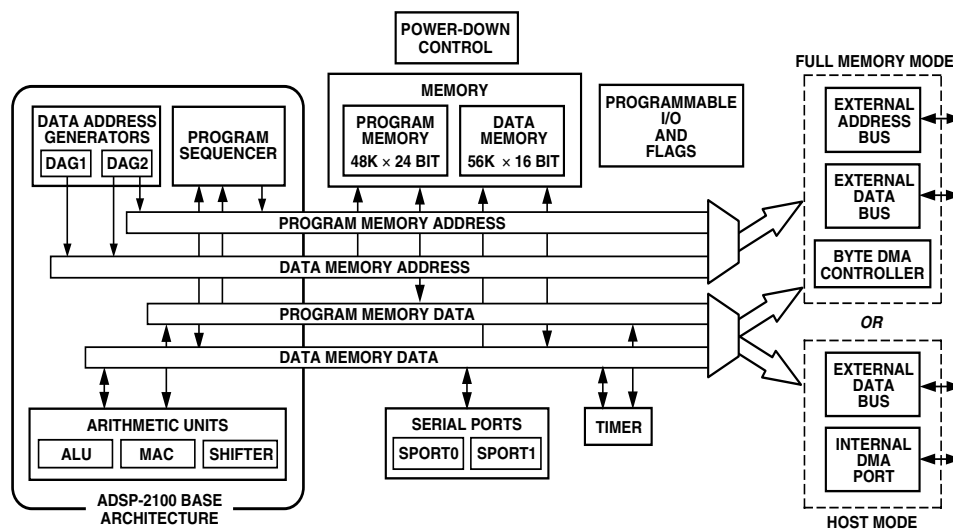 POWER-DOWN
CONTROL
FULL MEMORY MODE
MEMORY
PROGRAM
MEMORY
48K × 24 BIT
DATA
MEMORY
56K × 16 BIT
PROGRAMMABLE
I/O
AND
FLAGS
EXTERNAL
ADDRESS
BUS
DATA ADDRESS
GENERATORS
DAG1 DAG2
PROGRAM
SEQUENCER
EXTERNAL
DATA
BUS
PROGRAM MEMORY ADDRESS
DATA MEMORY ADDRESS
BYTE DMA
CONTROLLER
PROGRAM MEMORY DATA
OR
DATA MEMORY DATA
EXTERNAL
DATA
BUS
ARITHMETIC UNITS
ALU MAC SHIFTER
SERIAL PORTS
SPORT0 SPORT1
TIMER
INTERNAL
DMA
PORT
ADSP-2100 BASE
ARCHITECTURE
HOST MODE